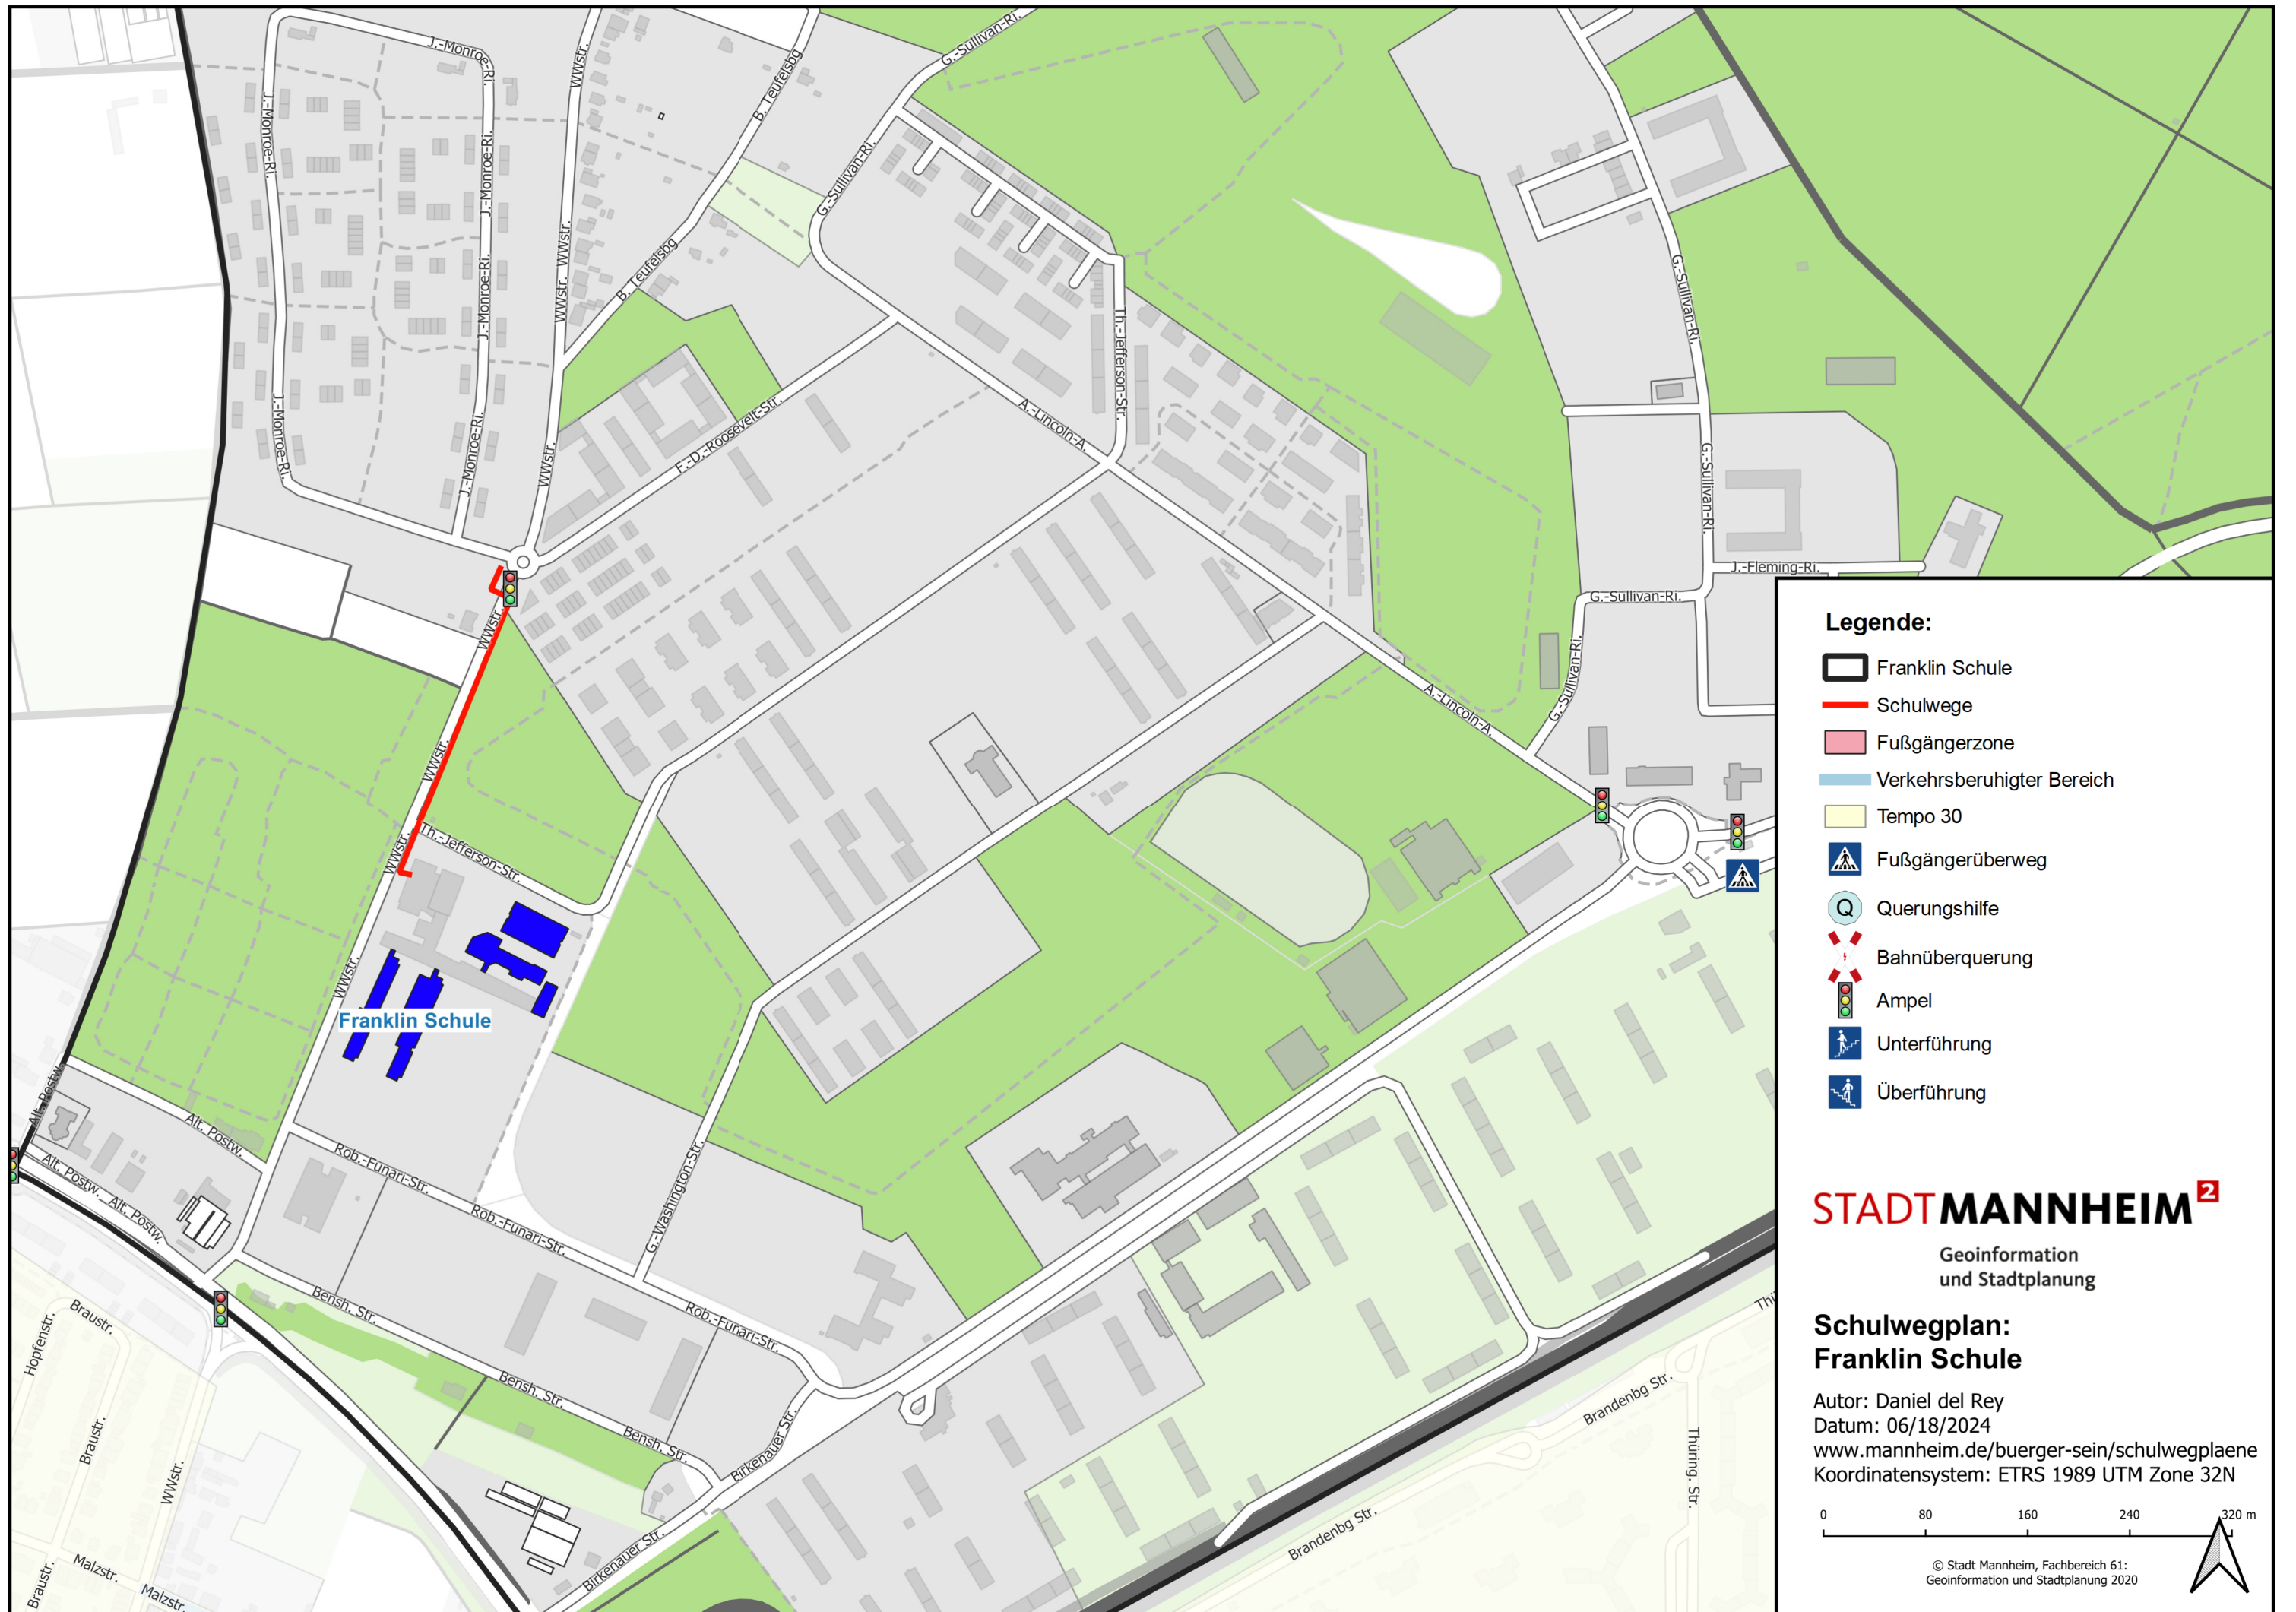 G.-Sullivan-Ri.
J.-Monroe-Ri.
WWstr.
B. Teufelsbg
J.-Monroe-Ri.
J.-Monroe-Ri.
G.-Sullivan-Ri.
WWstr.
WWstr.
B. Teufelsbg
J.-Monroe-Ri.
G.-Sullivan-Ri.
Th.-Jefferson-Str.
J.-Monroe-Ri.
J.-Monroe-Ri.
WWstr.
F.-D.-Roosevelt-Str.
A.-Lincoln-A.
G.-Sullivan-Ri.
J.-Fleming-Ri.
G.-Sullivan-Ri.
WWstr.
G.-Sullivan-Ri.
A.-Lincoln-A.
WWstr.
WWstr.
Th.-Jefferson-Str.
WWstr.
Franklin Schule
Alt. Postw.
Alt. Postw.
Alt. Postw.
Alt. Postw.
Rob.-Funari-Str.
Rob.-Funari-Str.
G.-Washington-Str.
Rob.-Funari-Str.
Bensh. Str.
Bensh. Str.
Bensh. Str.
Birkenauer Str.
Birkenauer Str.
Hopfenstr.
Braustr.
Braustr.
WWstr.
Braustr.
Malzstr.
Malzstr.
Brandenbg Str.
Brandenbg Str.
Thüring. Str.
Thü
Legende:
Franklin Schule
Schulwege
Fußgängerzone
Verkehrsberuhigter Bereich
Tempo 30
Fußgängerüberweg
Q Querungshilfe
Bahnüberquerung
Ampel
Unterführung
Überführung
STADTMANNHEIM2
Geoinformation
und Stadtplanung
Schulwegplan:
Franklin Schule
Autor: Daniel del Rey
Datum: 06/18/2024
www.mannheim.de/buerger-sein/schulwegplaene
Koordinatensystem: ETRS 1989 UTM Zone 32N
0 80 160 240 320 m
© Stadt Mannheim, Fachbereich 61:
Geoinformation und Stadtplanung 2020